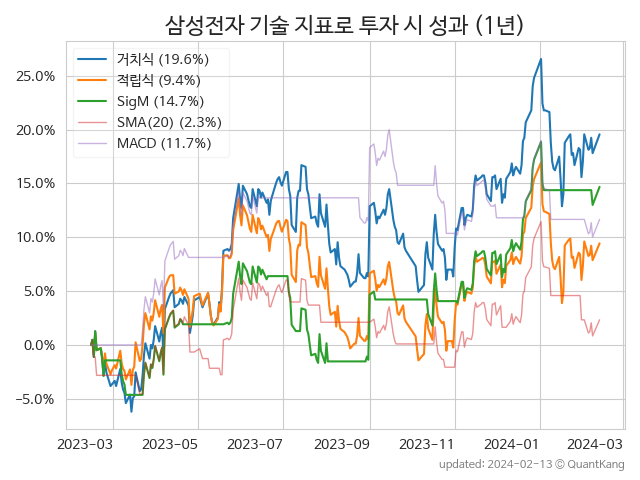 삼성전자 기술 지표로 투자 시 성과 (1년)
거치식 (19.6%)
적립식 (9.4%)
SigM (14.7%)
SMA(20) (2.3%)
MACD (11.7%)
25.0%
20.0%
15.0%
10.0%
5.0%
0.0%
−5.0%
2023-03 2023-05 2023-07 2023-09 2023-11 2024-01 2024-03
updated: 2024-02-13 © QuantKang